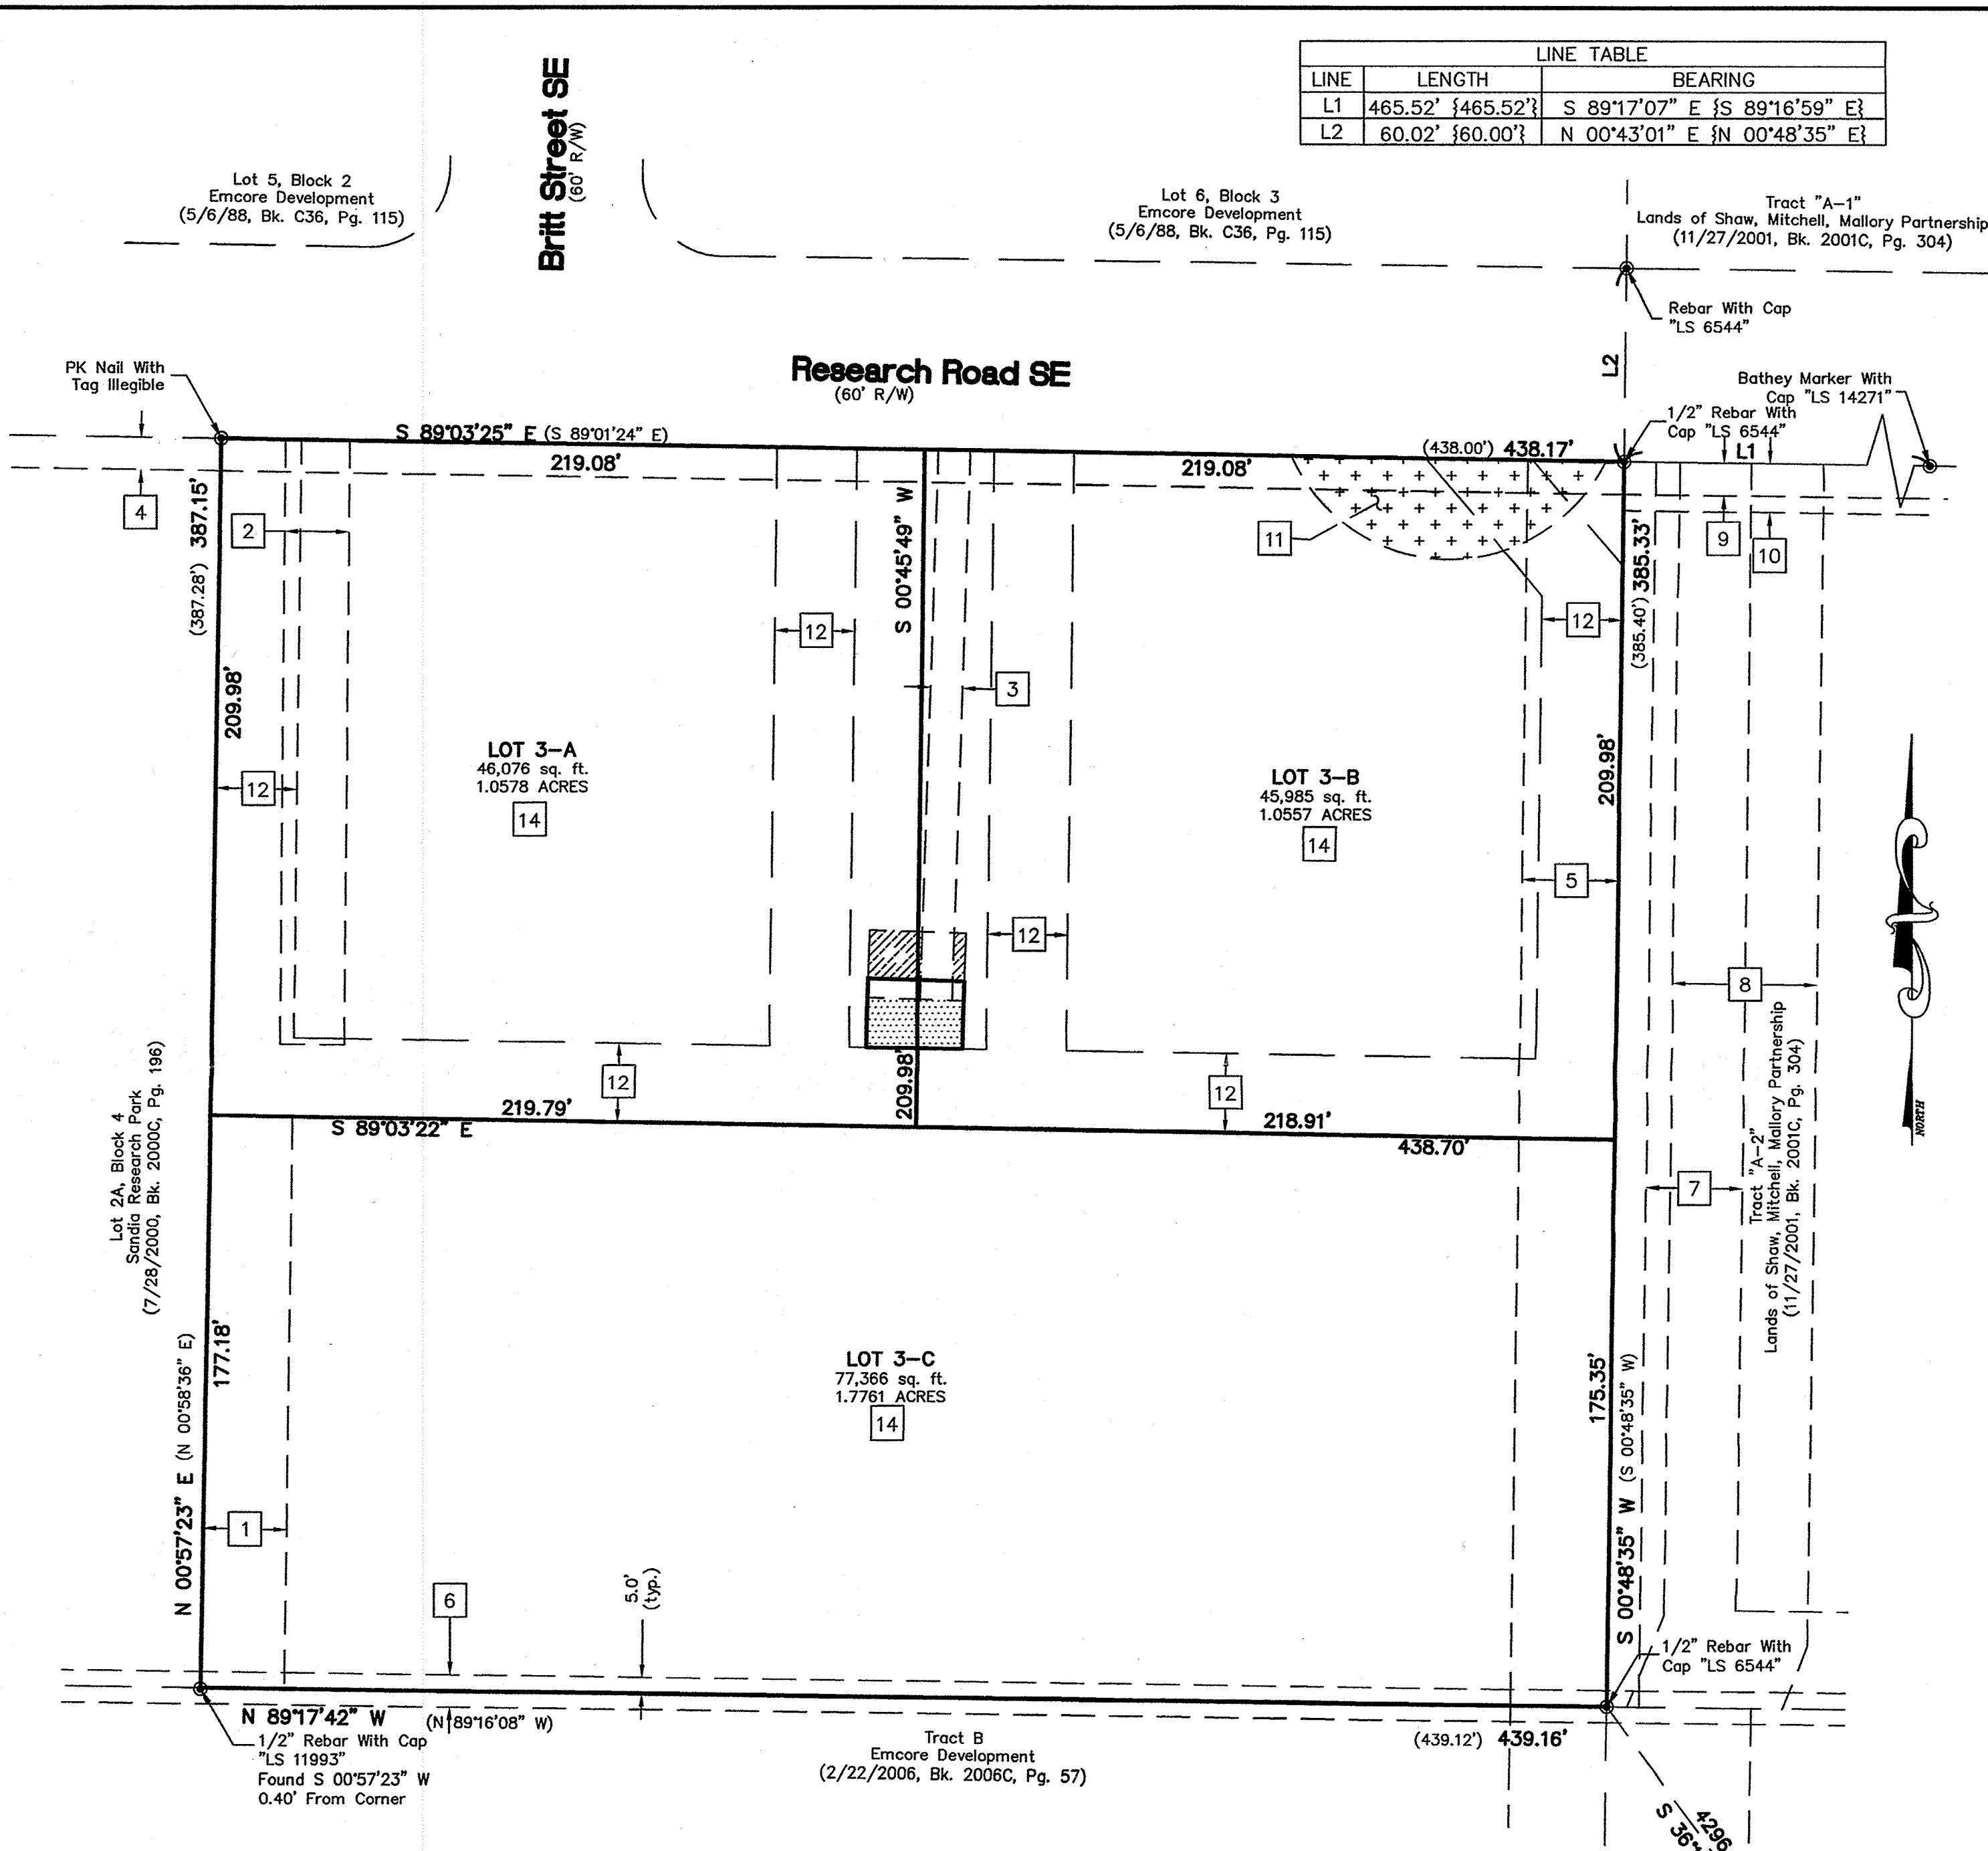 LINE TABLE
LINE LENGTH BEARING
L1 465.52' {465.52'} S 89°17'07" E {S 89°16'59" E}
L2 60.02' {60.00'} N 00°43'01" E {N 00°48'35" E}
Britt Street SE
(60' R/W)
Lot 5, Block 2
Emcore Development
(5/6/88, Bk. C36, Pg. 115)
Lot 6, Block 3
Emcore Development
(5/6/88, Bk. C36, Pg. 115)
Tract "A-1"
Lands of Shaw, Mitchell, Mallory Partnership
(11/27/2001, Bk. 2001C, Pg. 304)
Rebar With Cap
"LS 6544"
L2
PK Nail With
Tag Illegible
Research Road SE
(60' R/W)
Bathey Marker With
Cap "LS 14271"
1/2" Rebar With
Cap "LS 6544"
L1
S 89°03'25" E (S 89°01'24" E)
(438.00') 438.17'
219.08'
219.08'
4
2
(387.28') 387.15'
S 00°45'49" W
11
(385.40') 385.33'
9
10
12
12
3
209.98'
12
LOT 3-A
46,076 sq. ft.
1.0578 ACRES
14
LOT 3-B
45,985 sq. ft.
1.0557 ACRES
14
209.98'
5
12
8
12
209.98'
12
219.79'
S 89°03'22" E
218.91'
438.70'
Lot 2A, Block 4
Sandia Research Park
(7/28/2000, Bk. 2000C, Pg. 196)
7
Tract "A-2"
Lands of Shaw, Mitchell, Mallory Partnership
(11/27/2001, Bk. 2001C, Pg. 304)
NORTH
177.18'
N 00°57'23" E (N 00°58'36" E)
LOT 3-C
77,366 sq. ft.
1.7761 ACRES
14
175.35'
S 00°48'35" W (S 00°48'35" W)
1
6
5.0'
(typ.)
1/2" Rebar With
Cap "LS 6544"
N 89°17'42" W (N 89°16'08" W)
1/2" Rebar With Cap
"LS 11993"
Found S 00°57'23" W
0.40' From Corner
Tract B
Emcore Development
(2/22/2006, Bk. 2006C, Pg. 57)
(439.12') 439.16'
4296
S 36°